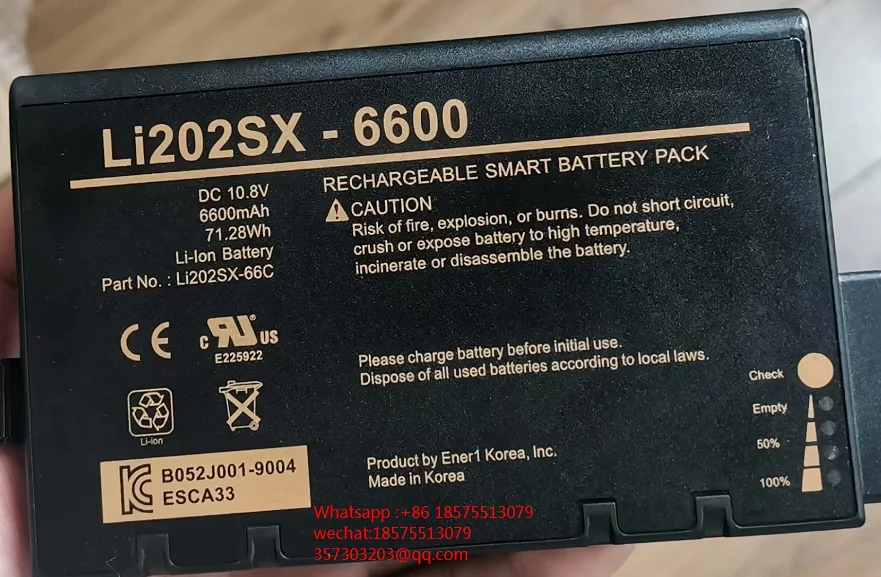 Li202SX - 6600
DC 10.8V
6600mAh
71.28Wh
Li-Ion Battery
Part No. : Li202SX-66C
RECHARGEABLE SMART BATTERY PACK
CAUTION
Risk of fire, explosion, or burns. Do not short circuit,
crush or expose battery to high temperature,
incinerate or disassemble the battery.
CE
c RU US
E225922
Li-ion
Please charge battery before initial use.
Dispose of all used batteries according to local laws.
Check
Empty
50%
100%
KC
B052J001-9004
ESCA33
Product by Ener1 Korea, Inc.
Made in Korea
Whatsapp :+86 18575513079
wechat:18575513079
357303203@qq.com